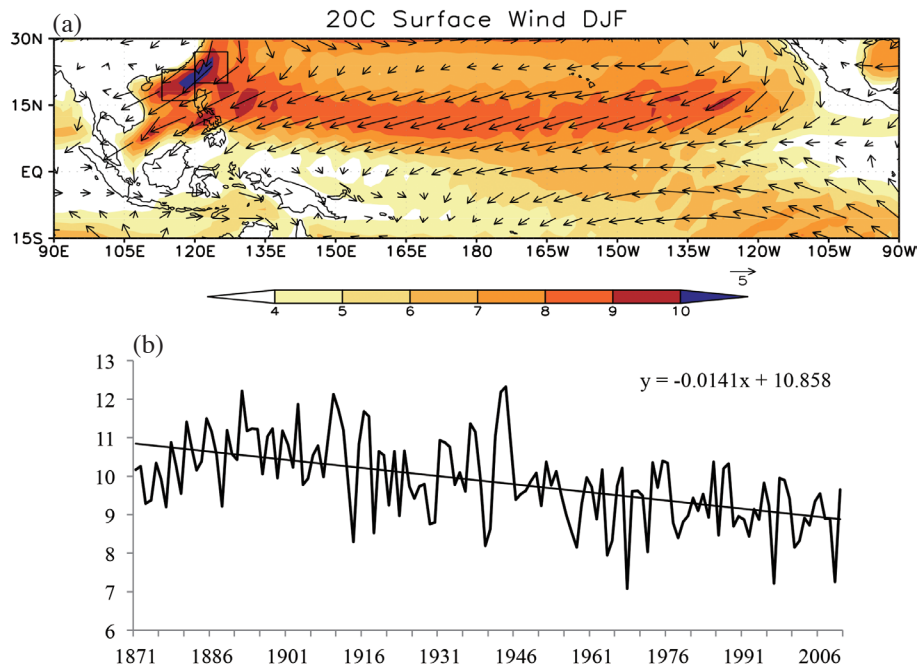 20C Surface Wind DJF
(a)
30N
15N
EQ
15S
90E 105E 120E 135E 150E 165E 180 165W 150W 135W 120W 105W 90W
5
4 5 6 7 8 9 10
(b)
13
12
11
10
9
8
7
6
y = -0.0141x + 10.858
1871 1886 1901 1916 1931 1946 1961 1976 1991 2006